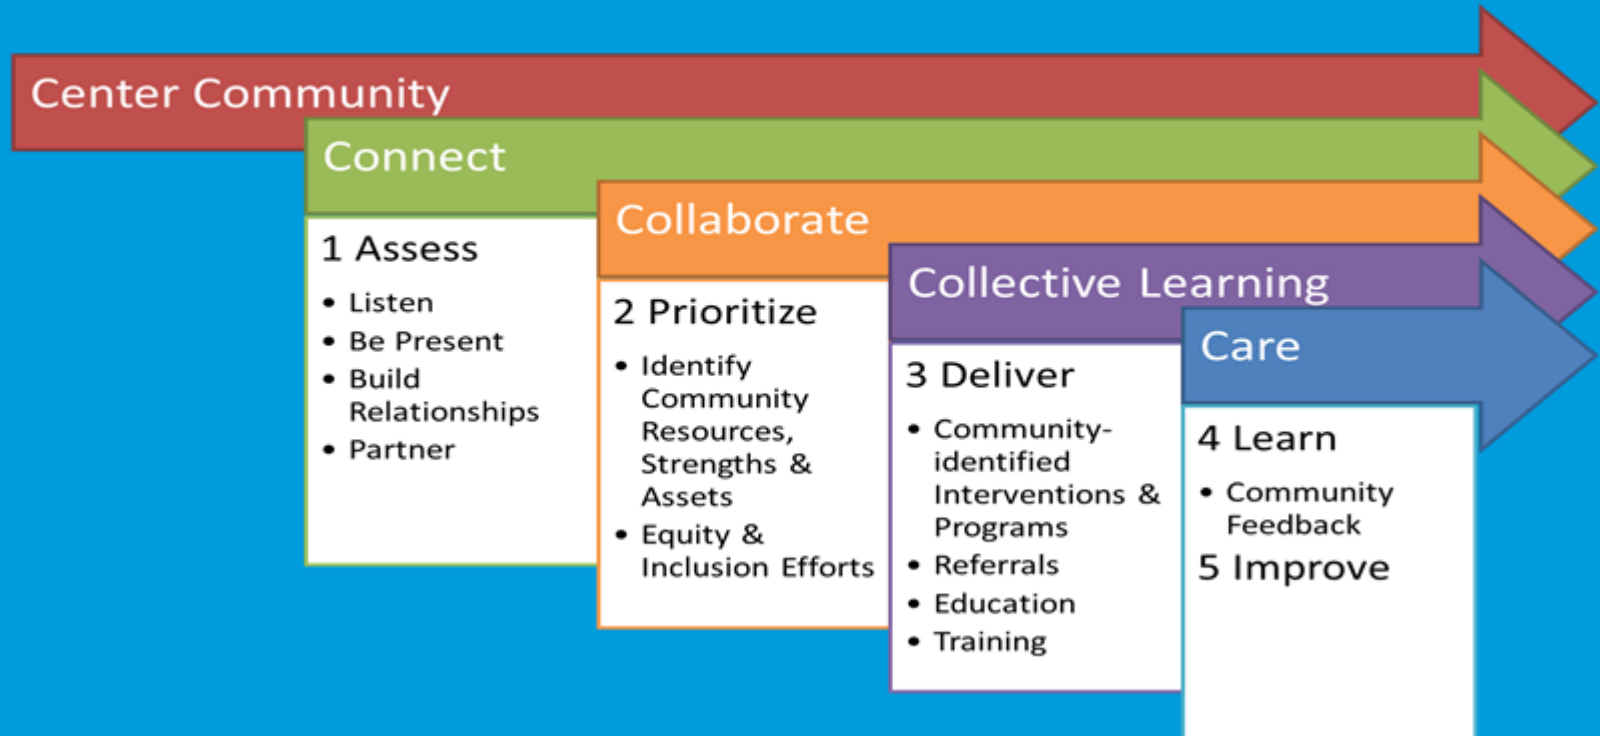 Center Community
Connect
1 Assess
• Listen
• Be Present
• Build
Relationships
• Partner
Collaborate
2 Prioritize
• Identify
Community
Resources,
Strengths &
Assets
• Equity &
Inclusion Efforts
Collective Learning
3 Deliver
• Community-
identified
Interventions &
Programs
• Referrals
• Education
• Training
Care
4 Learn
• Community
Feedback
5 Improve